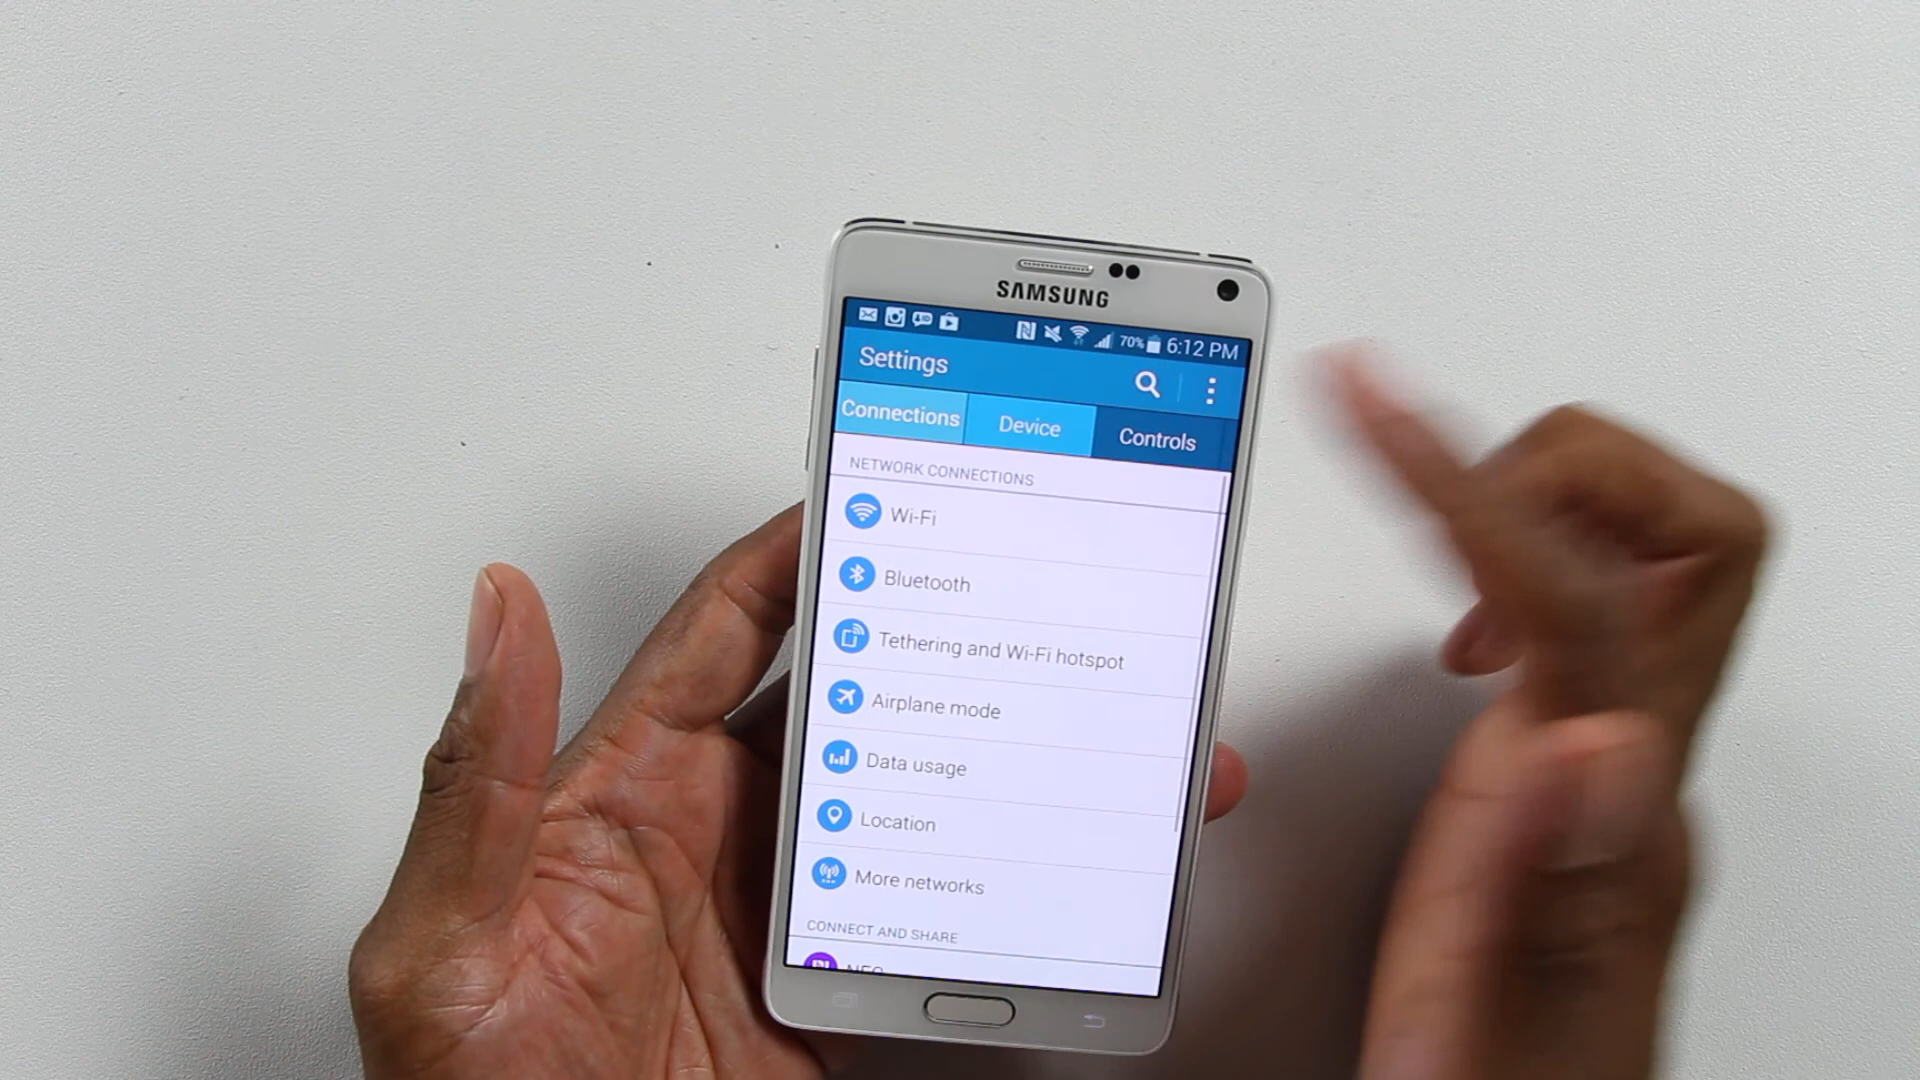 SAMSUNG
70% 6:12 PM
Settings
Connections Device Controls
NETWORK CONNECTIONS
Wi-Fi
Bluetooth
Tethering and Wi-Fi hotspot
Airplane mode
Data usage
Location
More networks
CONNECT AND SHARE
NFC